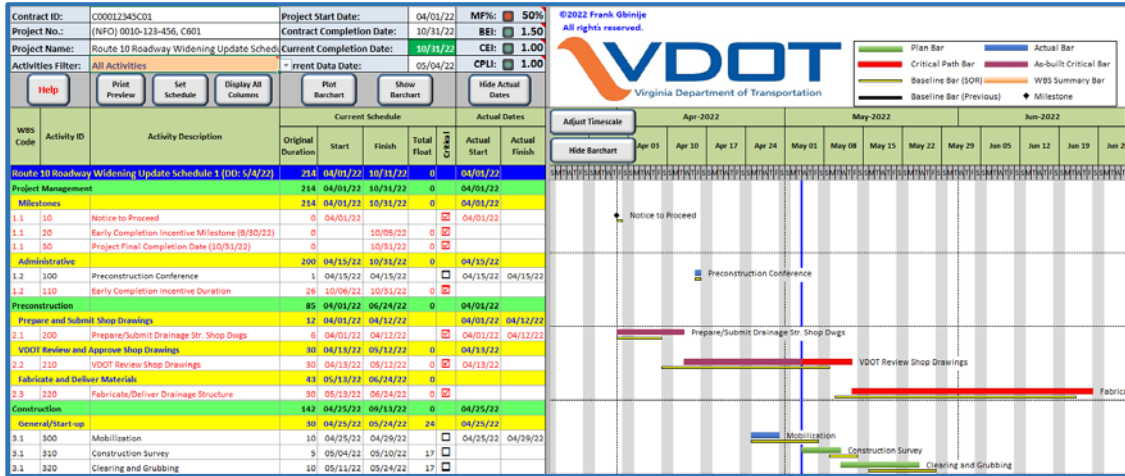 Contract ID: C00012345C01 Project Start Date: 04/01/22 MF%: 50%
Project No.: (NFO) 0010-123-456, C601 Contract Completion Date: 10/31/22 BEI: 1.50
Project Name: Route 10 Roadway Widening Update Schedu Current Completion Date: 10/31/22 CEI: 1.00
Activities Filter: All Activities rrent Data Date: 05/04/22 CPLI: 1.00
©2022 Frank Gbinije
All rights reserved.
VDOT
Virginia Department of Transportation
Plan Bar Actual Bar
Critical Path Bar As-built Critical Bar
Baseline Bar (SOR) WBS Summary Bar
Baseline Bar (Previous) Milestone
Help Print Preview Set Schedule Display All Columns Plot Barchart Show Barchart Hide Actual Dates
Adjust Timescale Apr-2022 May-2022 Jun-2022
Hide Barchart Apr 03 Apr 10 Apr 17 Apr 24 May 01 May 08 May 15 May 22 May 29 Jun 05 Jun 12 Jun 19 Jun 2
Current Schedule Actual Dates
WBS Code Activity ID Activity Description Original Duration Start Finish Total Float Critical Actual Start Actual Finish
Route 10 Roadway Widening Update Schedule 1 (DD: 5/4/22) 214 04/01/22 10/31/22 0 04/01/22
Project Management 214 04/01/22 10/31/22 0 04/01/22
Milestones 214 04/01/22 10/31/22 0 04/01/22
1.1 10 Notice to Proceed 0 04/01/22 0 04/01/22 Notice to Proceed
1.1 20 Early Completion Incentive Milestone (9/30/22) 0 10/05/22 0
1.1 30 Project Final Completion Date (10/31/22) 0 10/31/22 0
Administrative 200 04/15/22 10/31/22 0 04/15/22
1.2 100 Preconstruction Conference 1 04/15/22 04/15/22 04/15/22 04/15/22 Preconstruction Conference
1.2 110 Early Completion Incentive Duration 26 10/06/22 10/31/22 0
Preconstruction 85 04/01/22 06/24/22 0 04/01/22
Prepare and Submit Shop Drawings 12 04/01/22 04/12/22 04/01/22 04/12/22
2.1 200 Prepare/Submit Drainage Str. Shop Dwgs 6 04/01/22 04/12/22 04/01/22 04/12/22 Prepare/Submit Drainage Str. Shop Dwgs
VDOT Review and Approve Shop Drawings 30 04/13/22 05/12/22 0 04/13/22
2.2 210 VDOT Review Shop Drawings 30 04/13/22 05/12/22 0 04/13/22 VDOT Review Shop Drawings
Fabricate and Deliver Materials 43 05/13/22 06/24/22 0
2.3 220 Fabricate/Deliver Drainage Structure 30 05/13/22 06/24/22 0 Fabrica
Construction 142 04/25/22 09/13/22 0 04/25/22
General/Start-up 30 04/25/22 05/24/22 24 04/25/22
3.1 300 Mobilization 10 04/25/22 04/29/22 04/25/22 04/29/22 Mobilization
3.1 310 Construction Survey 5 05/04/22 05/10/22 17 Construction Survey
3.1 320 Clearing and Grubbing 10 05/11/22 05/24/22 17 Clearing and Grubbing